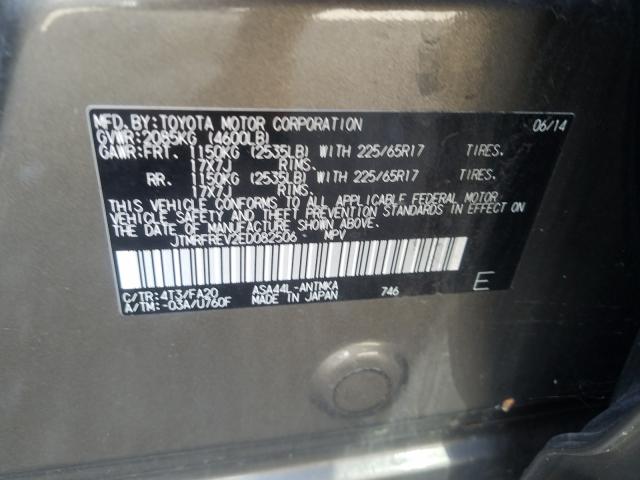 MFD. BY: TOYOTA MOTOR CORPORATION 06/14
GVWR: 2085KG (4600LB)
GAWR: FRT. 1150KG (2535LB) WITH 225/65R17 TIRES.
17X7J RIMS.
RR. 1150KG (2535LB) WITH 225/65R17 TIRES.
17X7J RIMS.
THIS VEHICLE CONFORMS TO ALL APPLICABLE FEDERAL MOTOR
VEHICLE SAFETY AND THEFT PREVENTION STANDARDS IN EFFECT ON
THE DATE OF MANUFACTURE SHOWN ABOVE.
JTMRFREV2ED082506 MPV
C/TR: 4T3/FA20 ASA44L-ANTMKA 746 E
A/TM: -03A/U760F MADE IN JAPAN